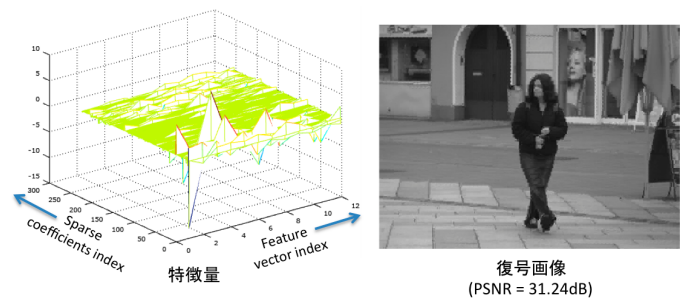 10
5
0
-5
-10
-15
300
250
200
150
100
50
0
0
2
4
6
8
10
12
Sparse
coefficients index
Feature
vector index
特徴量
復号画像
(PSNR = 31.24dB)